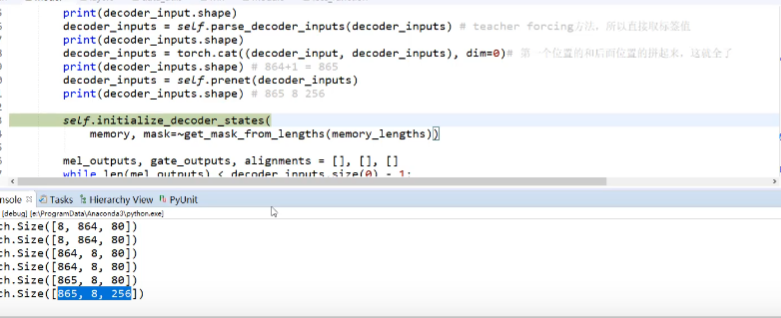 print(decoder_input.shape)
decoder_inputs = self.parse_decoder_inputs(decoder_inputs) # teacher forcing方法，所以直接取标签值
print(decoder_inputs.shape)
decoder_inputs = torch.cat((decoder_input, decoder_inputs), dim=0)# 第一个位置的和后面位置的拼起来，这就全了
print(decoder_inputs.shape) # 864+1 = 865
decoder_inputs = self.prenet(decoder_inputs)
print(decoder_inputs.shape) # 865 8 256
self.initialize_decoder_states(
memory, mask=~get_mask_from_lengths(memory_lengths))
mel_outputs, gate_outputs, alignments = [], [], []
while len(mel_outputs) < decoder_inputs.size(0) - 1:
nsole Tasks Hierarchy View PyUnit
[debug] [e:\ProgramData\Anaconda3\python.exe]
ch.Size([8, 864, 80])
ch.Size([8, 864, 80])
ch.Size([864, 8, 80])
ch.Size([864, 8, 80])
ch.Size([865, 8, 80])
ch.Size([865, 8, 256])